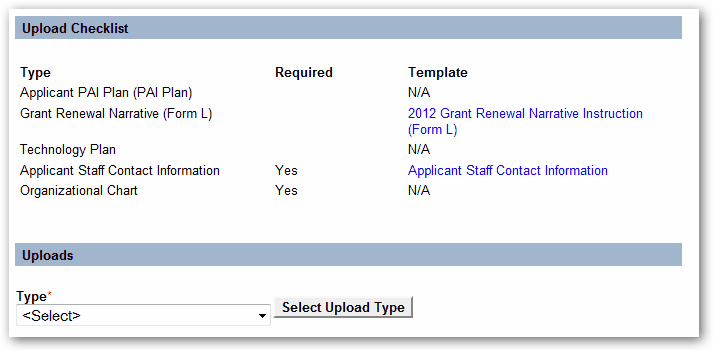 Upload Checklist
Type Required Template
Applicant PAI Plan (PAI Plan) N/A
Grant Renewal Narrative (Form L) 2012 Grant Renewal Narrative Instruction
(Form L)
Technology Plan N/A
Applicant Staff Contact Information Yes Applicant Staff Contact Information
Organizational Chart Yes N/A
Uploads
Type*
<Select> Select Upload Type